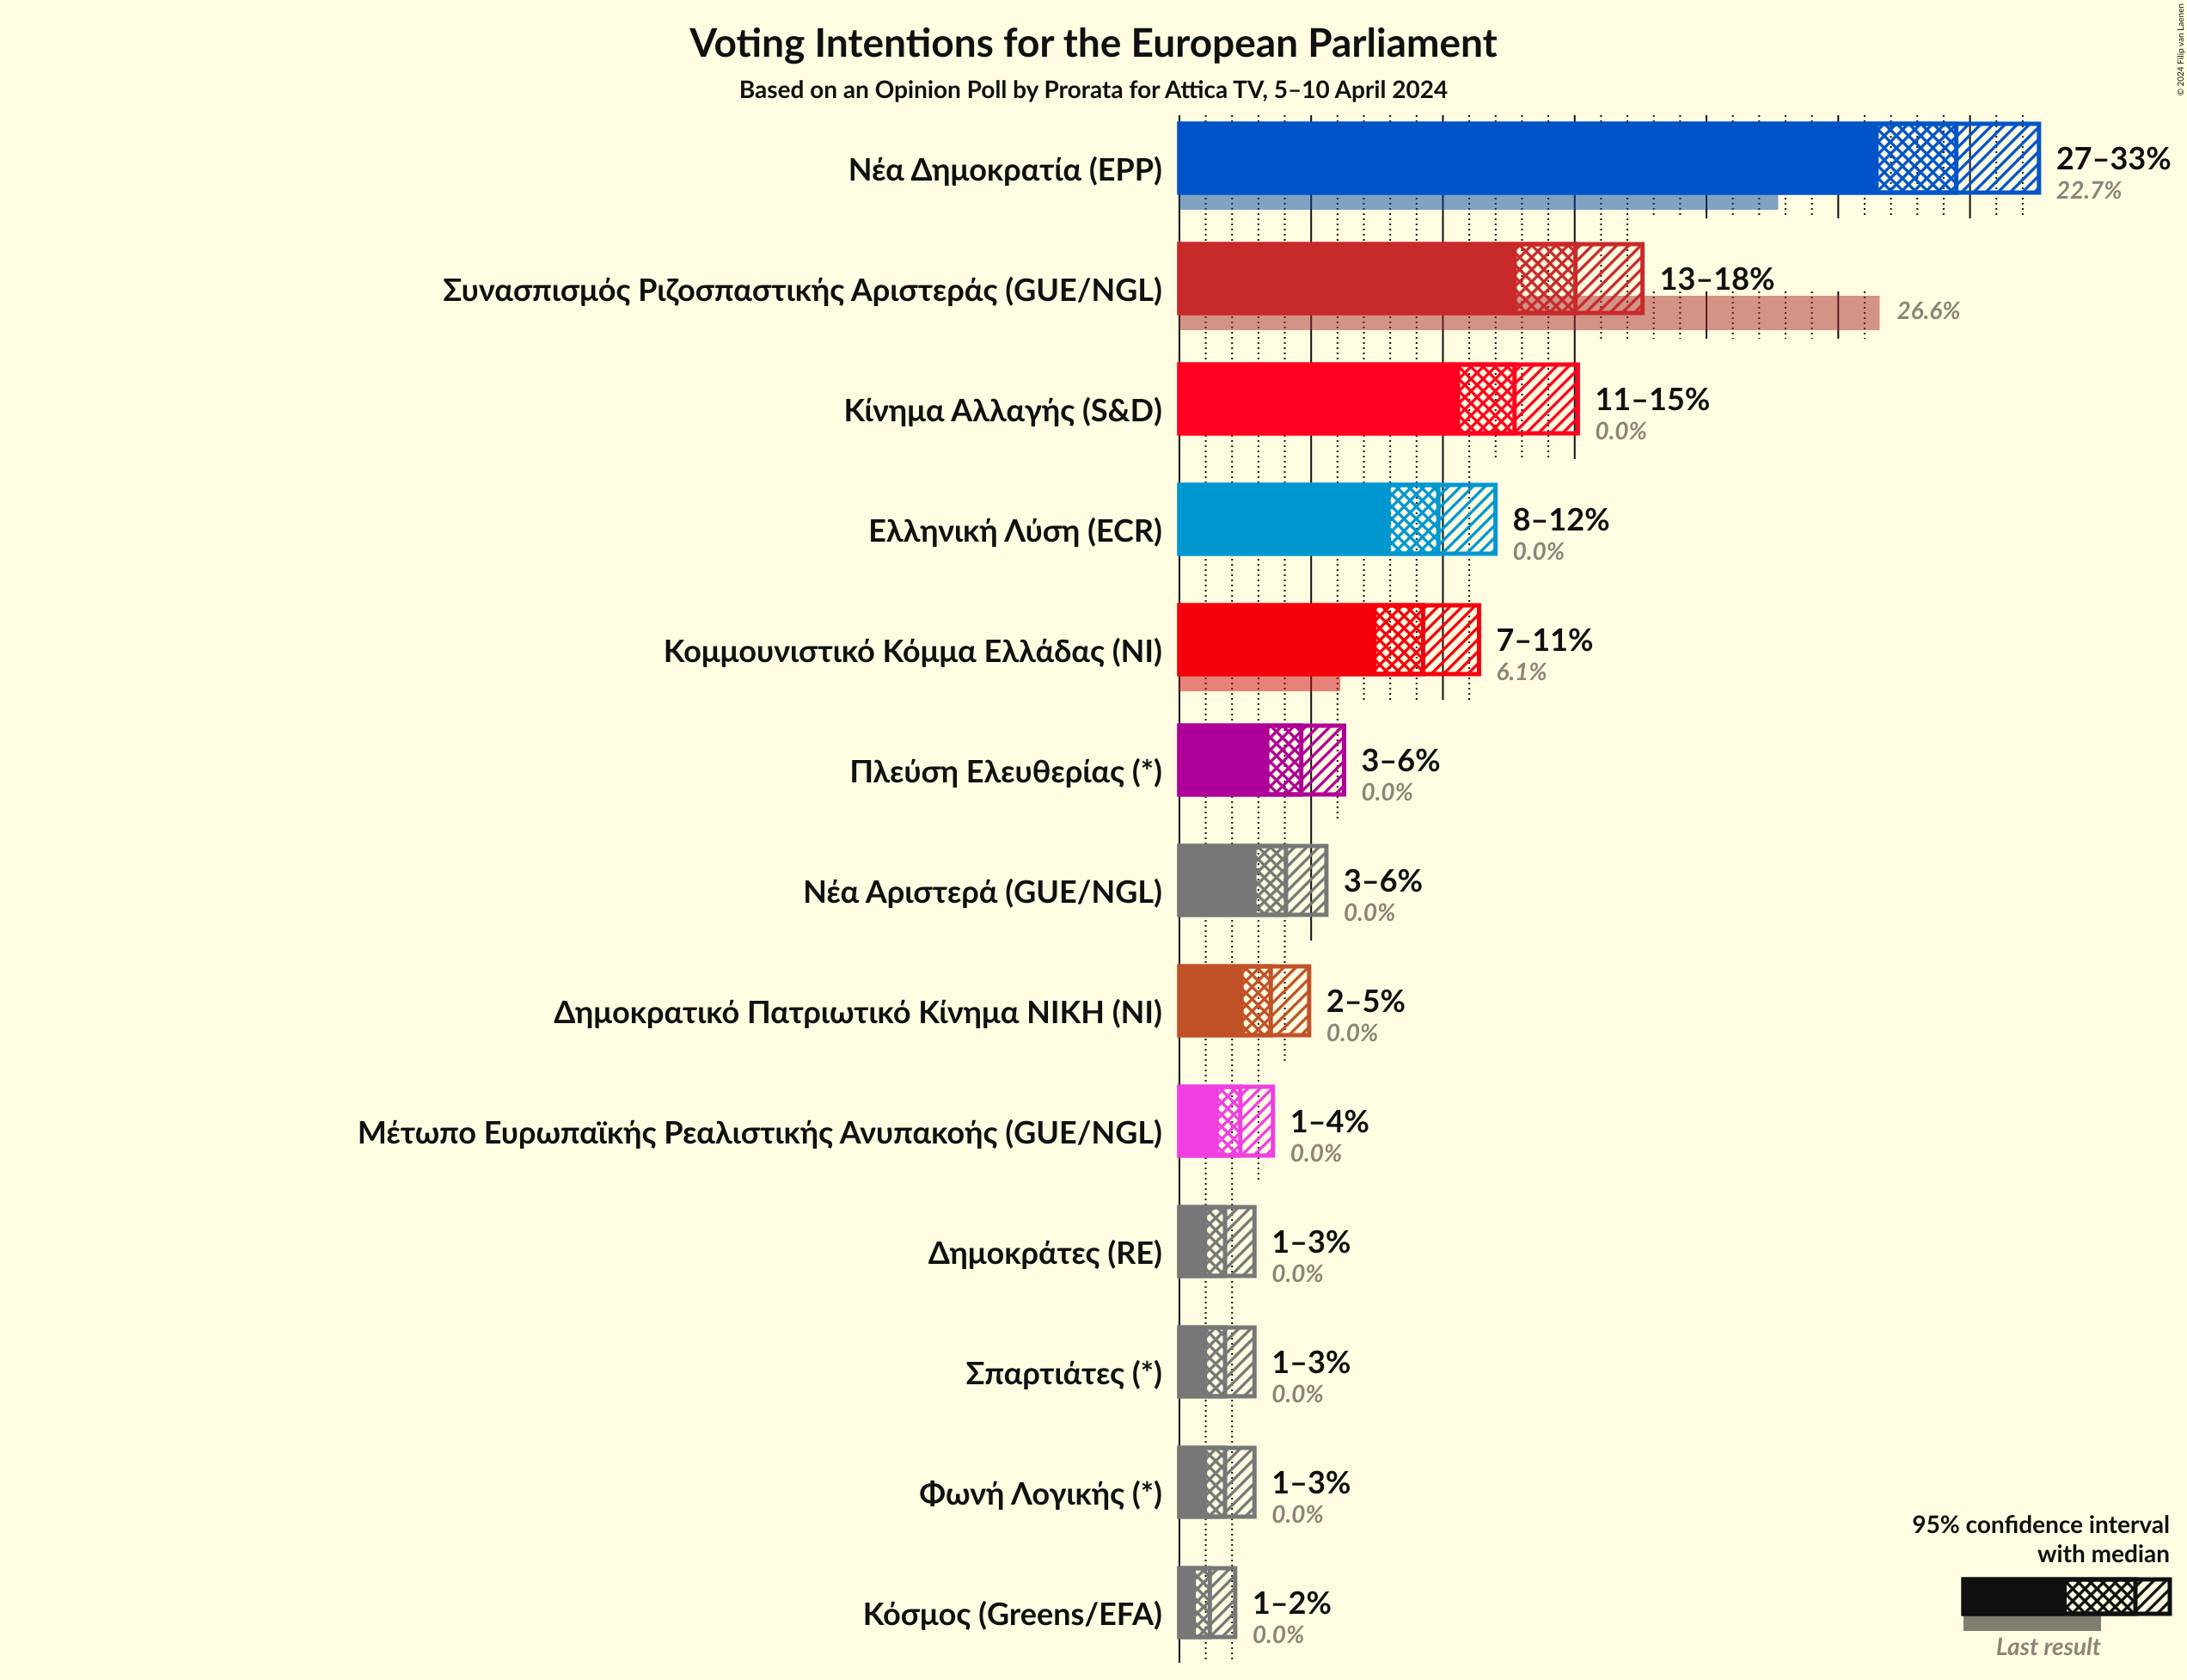 Voting Intentions for the European Parliament
Based on an Opinion Poll by Prorata for Attica TV, 5–10 April 2024
© 2024 Filip van Laenen
Νέα Δημοκρατία (EPP)
27–33%
22.7%
Συνασπισμός Ριζοσπαστικής Αριστεράς (GUE/NGL)
13–18%
26.6%
Κίνημα Αλλαγής (S&D)
11–15%
0.0%
Ελληνική Λύση (ECR)
8–12%
0.0%
Κομμουνιστικό Κόμμα Ελλάδας (NI)
7–11%
6.1%
Πλεύση Ελευθερίας (*)
3–6%
0.0%
Νέα Αριστερά (GUE/NGL)
3–6%
0.0%
Δημοκρατικό Πατριωτικό Κίνημα ΝΙΚΗ (NI)
2–5%
0.0%
Μέτωπο Ευρωπαϊκής Ρεαλιστικής Ανυπακοής (GUE/NGL)
1–4%
0.0%
Δημοκράτες (RE)
1–3%
0.0%
Σπαρτιάτες (*)
1–3%
0.0%
Φωνή Λογικής (*)
1–3%
0.0%
Κόσμος (Greens/EFA)
1–2%
0.0%
95% confidence interval
with median
Last result